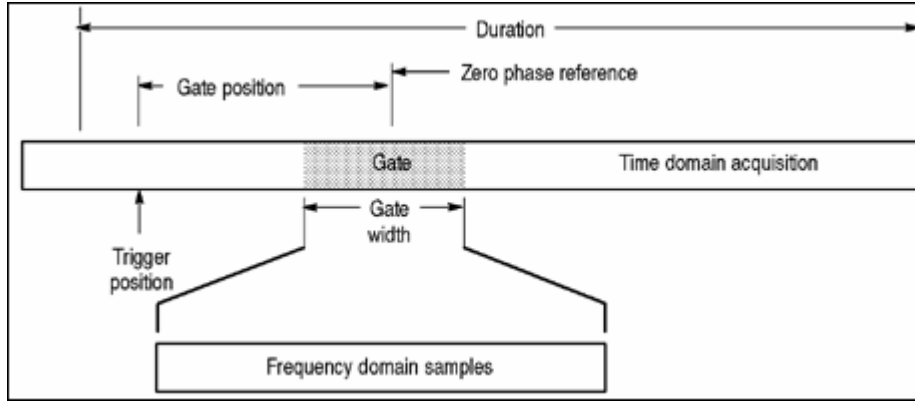 Duration
Zero phase reference
Gate position
Gate
Time domain acquisition
Gate
width
Trigger
position
Frequency domain samples